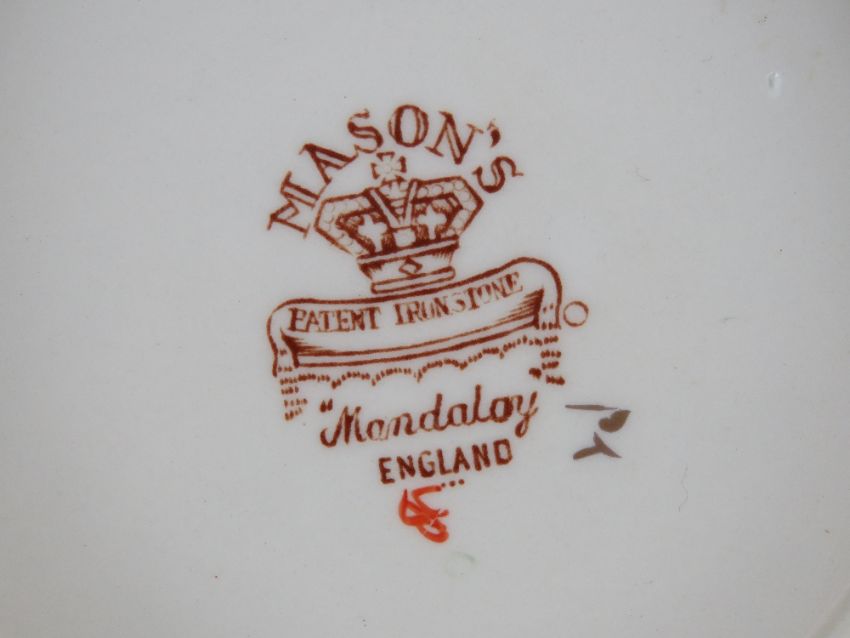 MASON'S
PATENT IRONSTONE
"Mandalay
ENGLAND